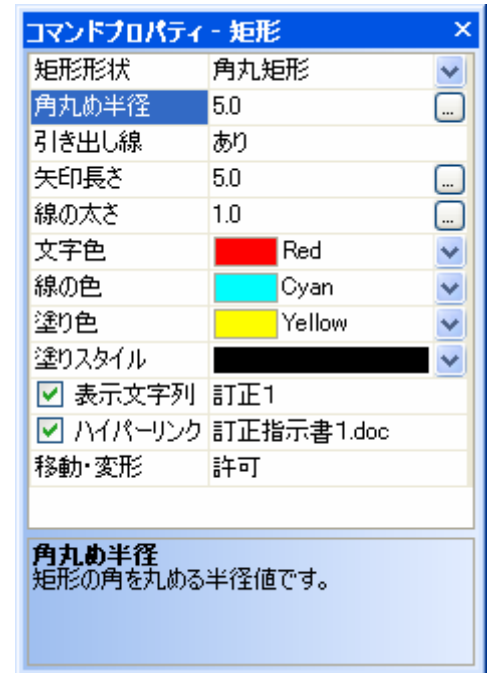 コマンドプロパティ - 矩形 ×
矩形形状 角丸矩形
角丸め半径 5.0 ...
引き出し線 あり
矢印長さ 5.0 ...
線の太さ 1.0 ...
文字色 Red
線の色 Cyan
塗り色 Yellow
塗りスタイル
表示文字列 訂正1
ハイパーリンク 訂正指示書1.doc
移動・変形 許可
角丸め半径
矩形の角を丸める半径値です。